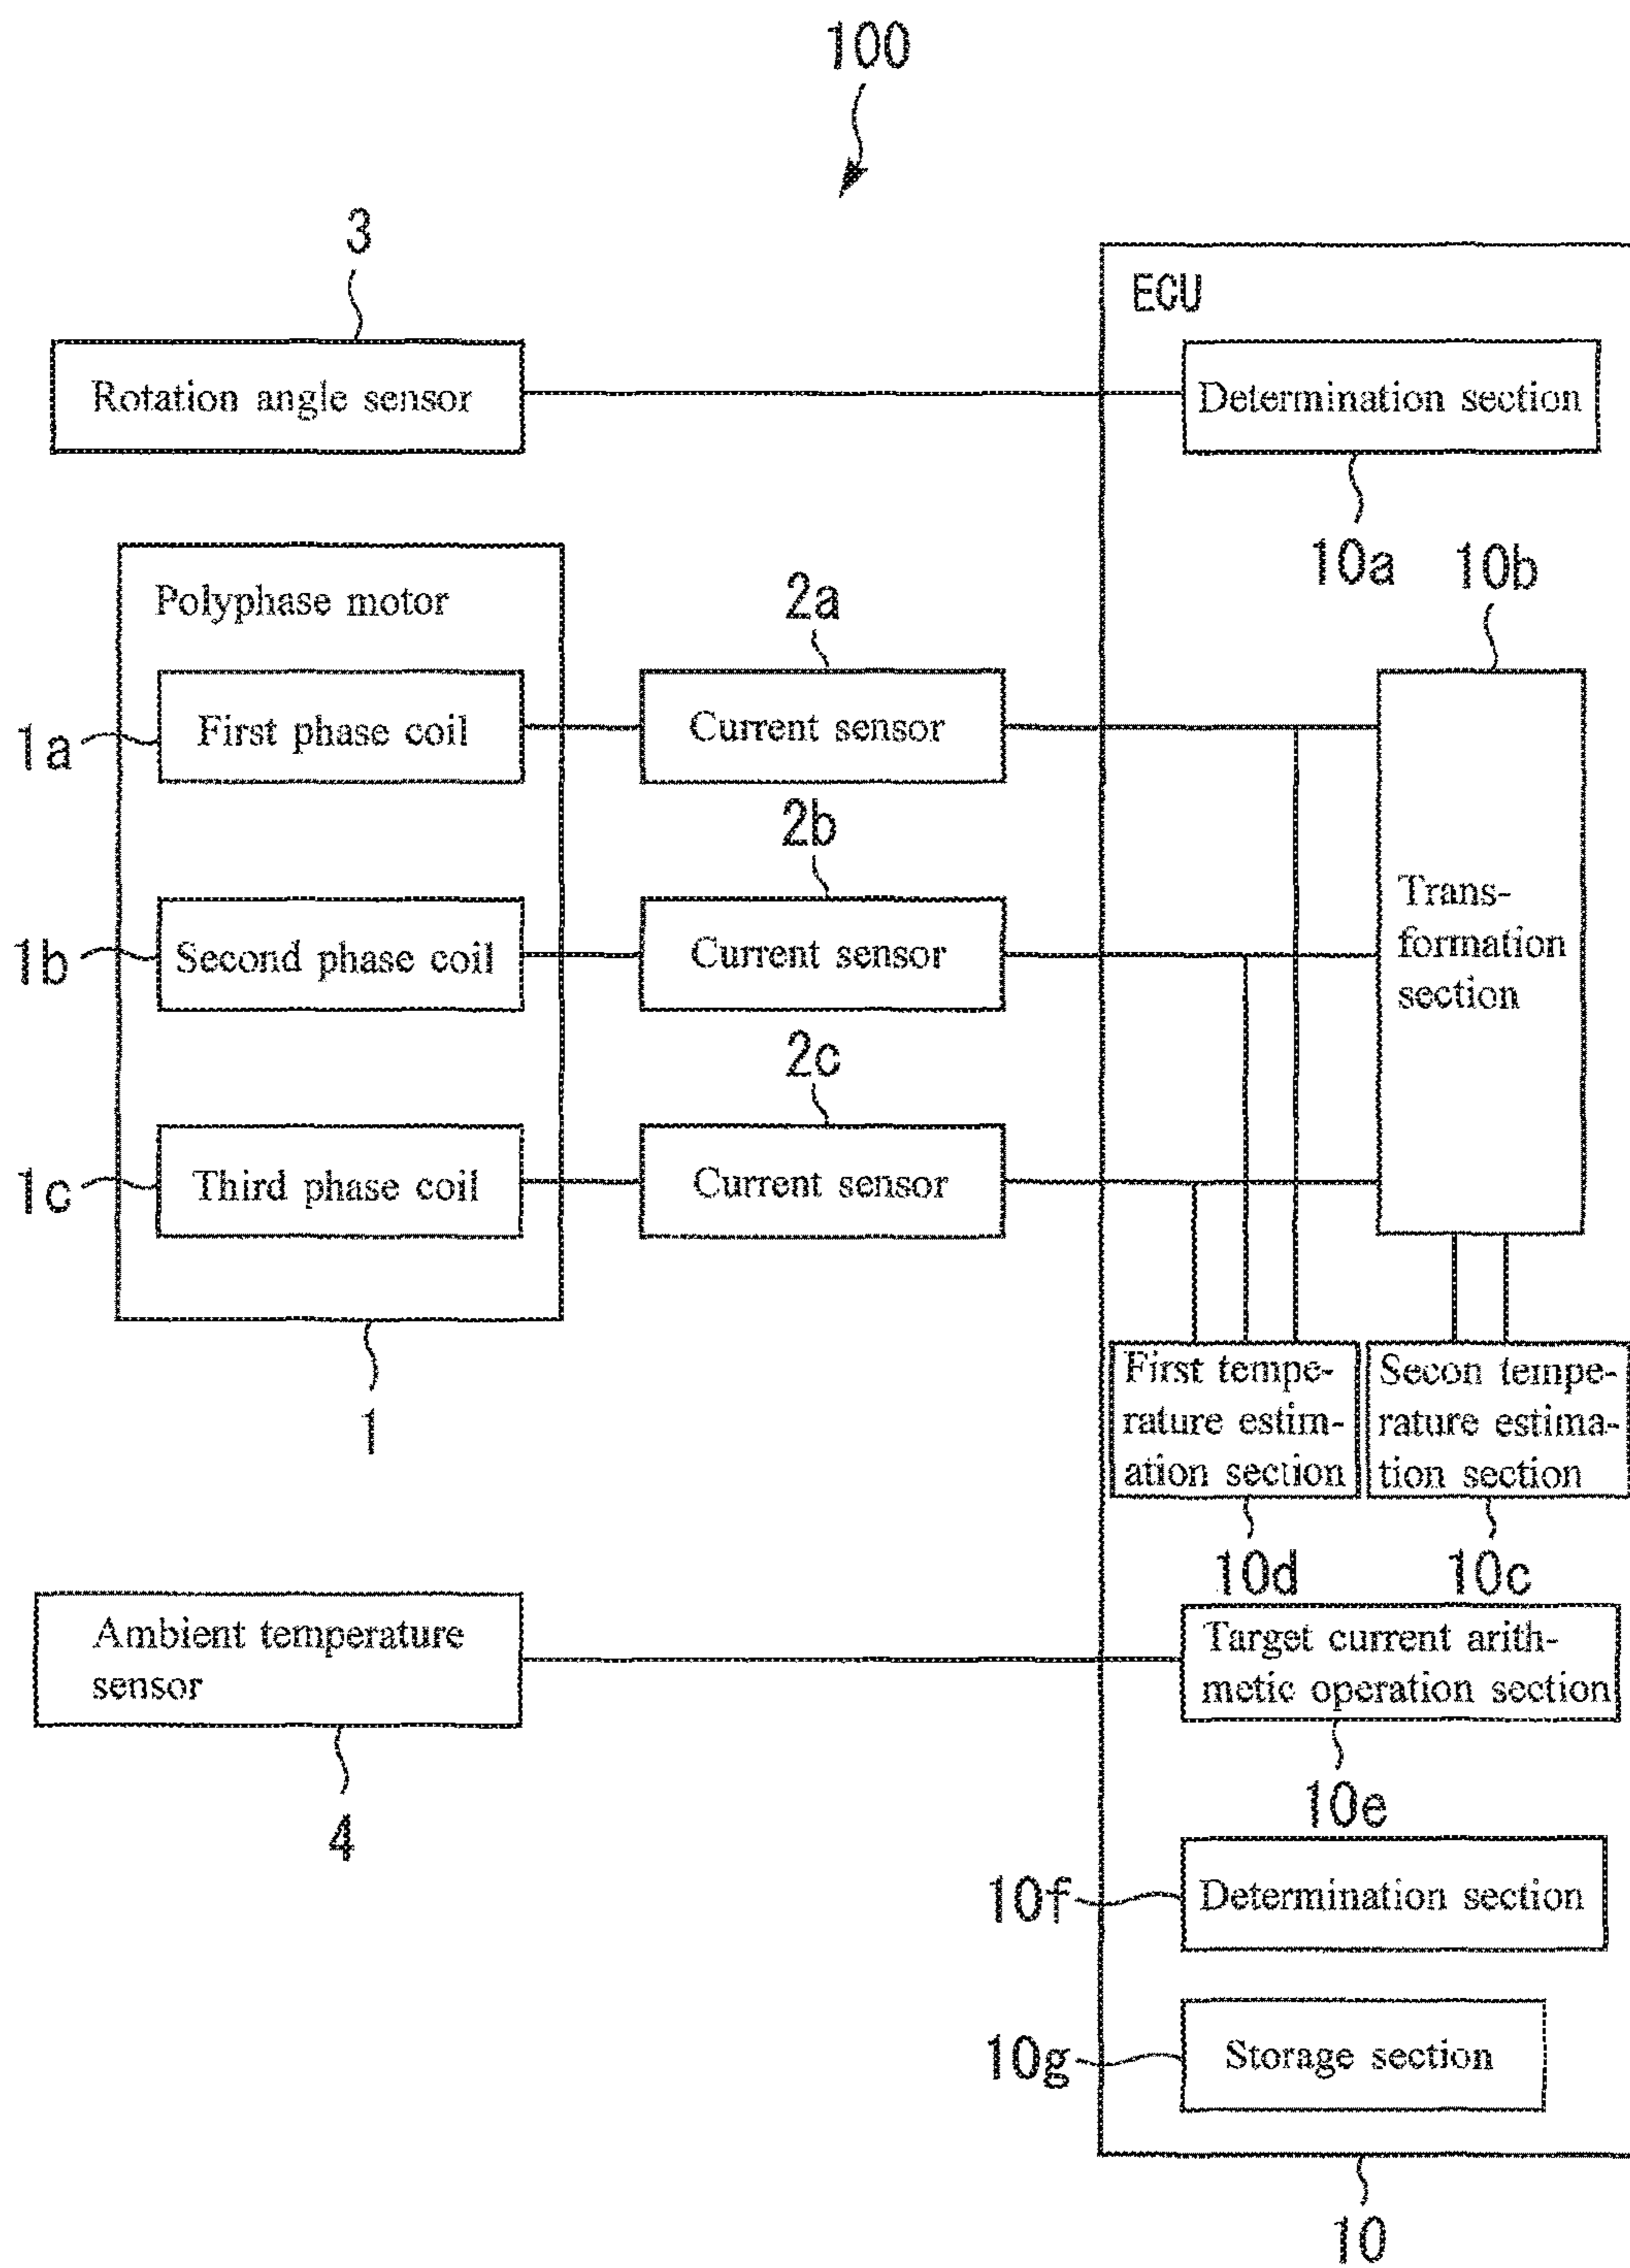 100
3
ECU
Rotation angle sensor
Determination section
10a
10b
Polyphase motor
2a
1a
First phase coil
Current sensor
2b
1b
Second phase coil
Current sensor
Trans-
formation
section
2c
1c
Third phase coil
Current sensor
1
First tempe-
rature estim-
ation section
Secon tempe-
rature estima-
tion section
10d
10c
Ambient temperature
sensor
4
Target current arith-
metic operation section
10e
10f
Determination section
10g
Storage section
10